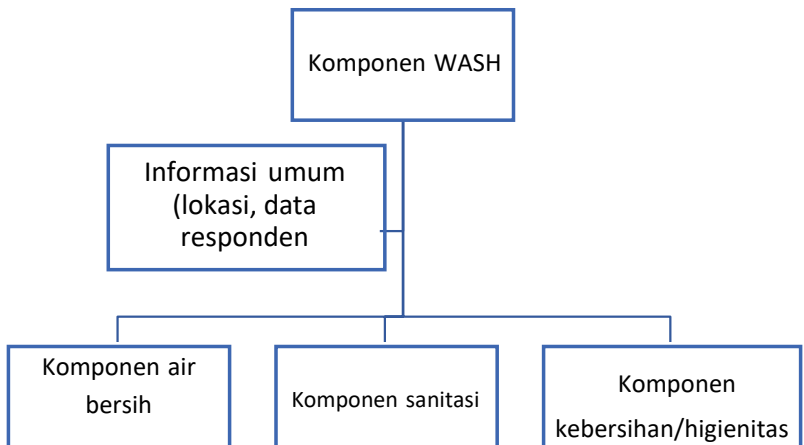 Komponen WASH
Informasi umum
(lokasi, data
responden
Komponen air
bersih
Komponen sanitasi
Komponen
kebersihan/higienitas